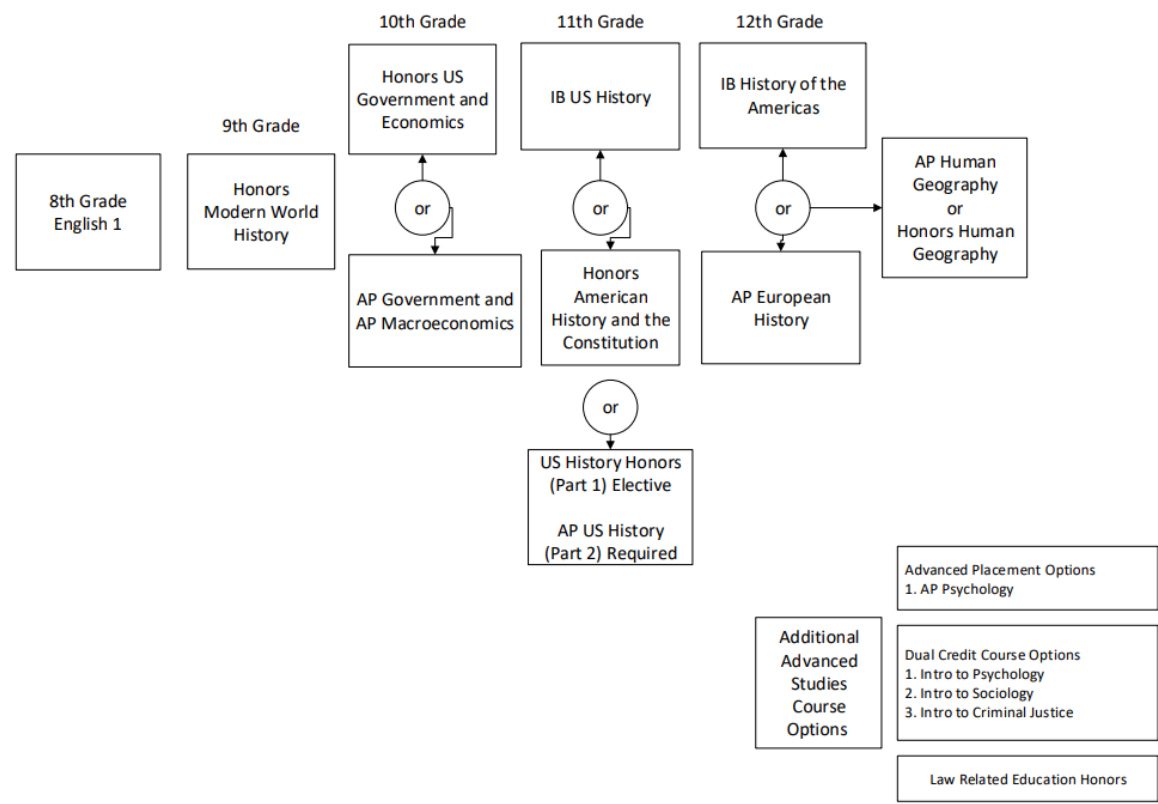 10th Grade
11th Grade
12th Grade
Honors US
Government and
Economics
IB US History
IB History of the
Americas
9th Grade
8th Grade
English 1
Honors
Modern World
History
or
or
or
AP Human
Geography
or
Honors Human
Geography
AP Government and
AP Macroeconomics
Honors
American
History and the
Constitution
AP European
History
or
US History Honors
(Part 1) Elective
AP US History
(Part 2) Required
Additional
Advanced
Studies
Course
Options
Advanced Placement Options
1. AP Psychology
Dual Credit Course Options
1. Intro to Psychology
2. Intro to Sociology
3. Intro to Criminal Justice
Law Related Education Honors